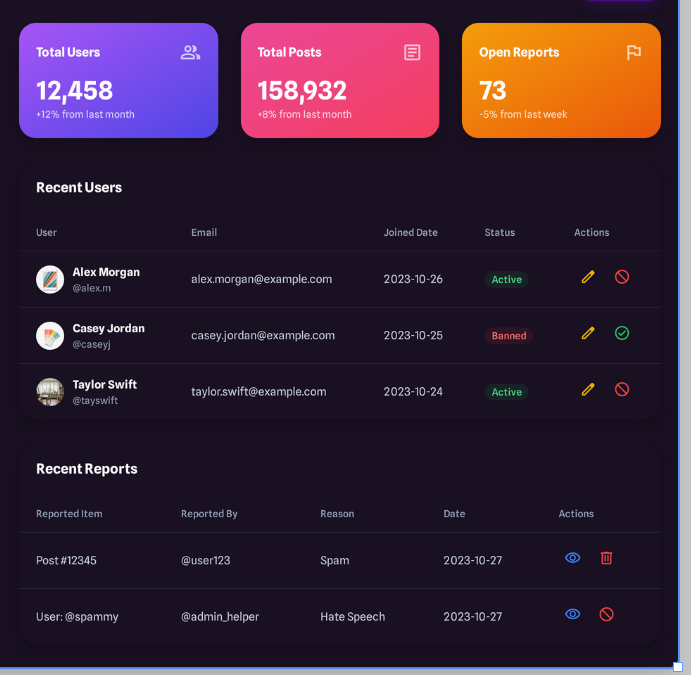 Total Users
12,458
+12% from last month
Total Posts
158,932
+8% from last month
Open Reports
73
-5% from last week
Recent Users
User Email Joined Date Status Actions
Alex Morgan
@alex.m
alex.morgan@example.com 2023-10-26 Active
Casey Jordan
@caseyj
casey.jordan@example.com 2023-10-25 Banned
Taylor Swift
@tayswift
taylor.swift@example.com 2023-10-24 Active
Recent Reports
Reported Item Reported By Reason Date Actions
Post #12345 @user123 Spam 2023-10-27
User: @spammy @admin_helper Hate Speech 2023-10-27